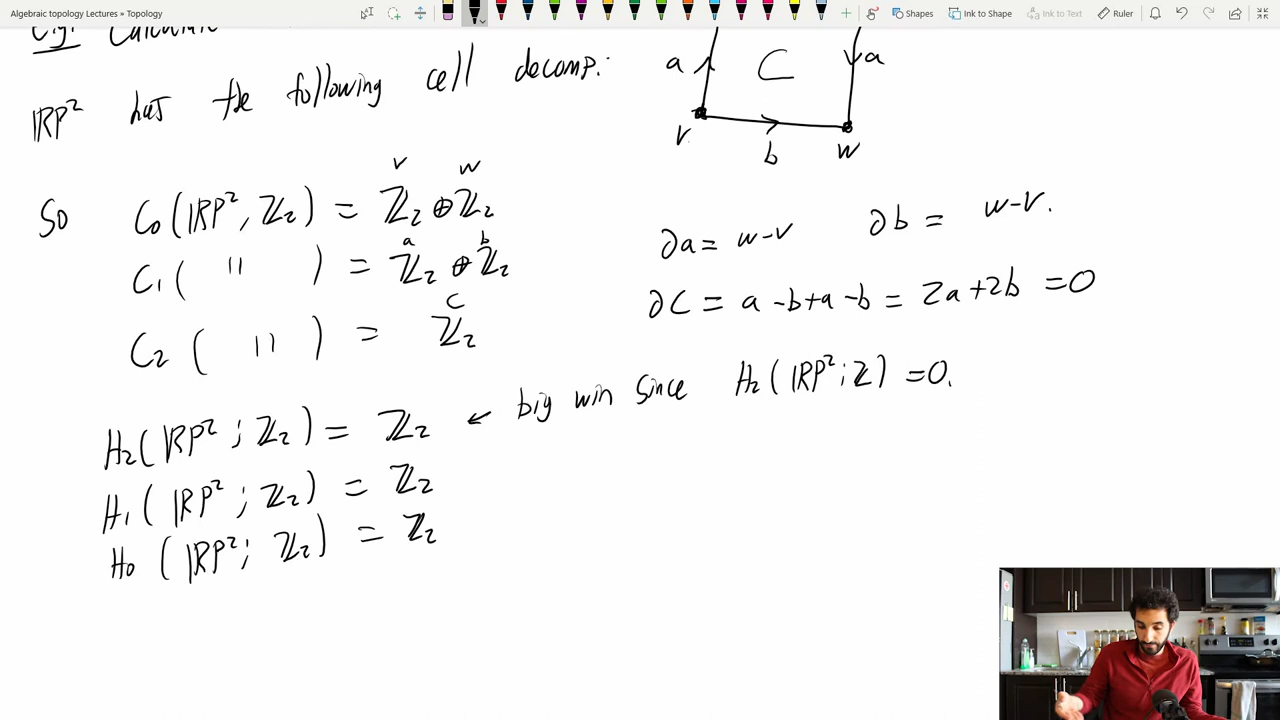 Algebraic topology Lectures » Topology
Shapes Ink to Shape Ink to Text Ruler
e.g. Calculate
RP² has the following cell decomp:
a C a
v b w
v w
So C₀(RP², ℤ₂) = ℤ₂ ⊕ ℤ₂
∂a = w-v ∂b = w-v.
a b
C₁( " ) = ℤ₂ ⊕ ℤ₂
∂C = a -b+a -b = 2a+2b =0
C
C₂ ( " ) = ℤ₂
H₂(RP² ; ℤ₂) = ℤ₂ ← big win since H₂(RP²; ℤ) =0.
H₁(RP² ; ℤ₂) = ℤ₂
H₀ (RP²; ℤ₂) = ℤ₂